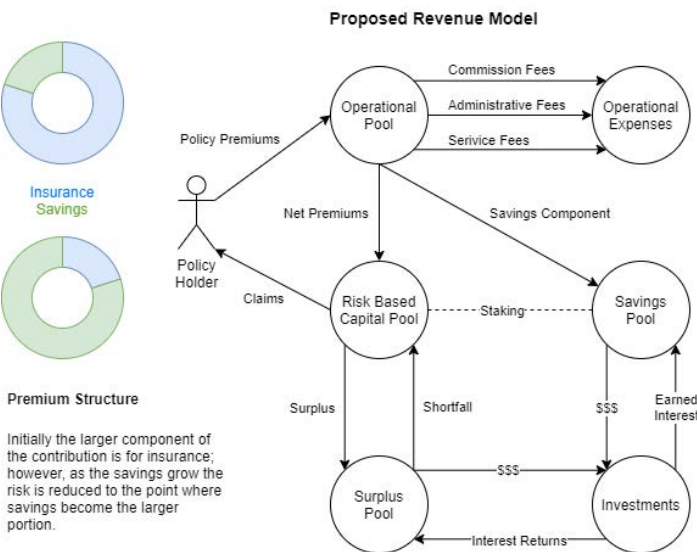 Proposed Revenue Model
Commission Fees
Operational
Pool
Administrative Fees
Operational
Expenses
Serivice Fees
Policy Premiums
Insurance
Savings
Net Premiums
Savings Component
Policy
Holder
Claims
Risk Based
Capital Pool
Staking
Savings
Pool
Premium Structure
Surplus
Shortfall
$$$
Earned
Interest
Initially the larger component of
the contribution is for insurance;
however, as the savings grow the
risk is reduced to the point where
savings become the larger
portion.
$$$
Surplus
Pool
Investments
Interest Returns